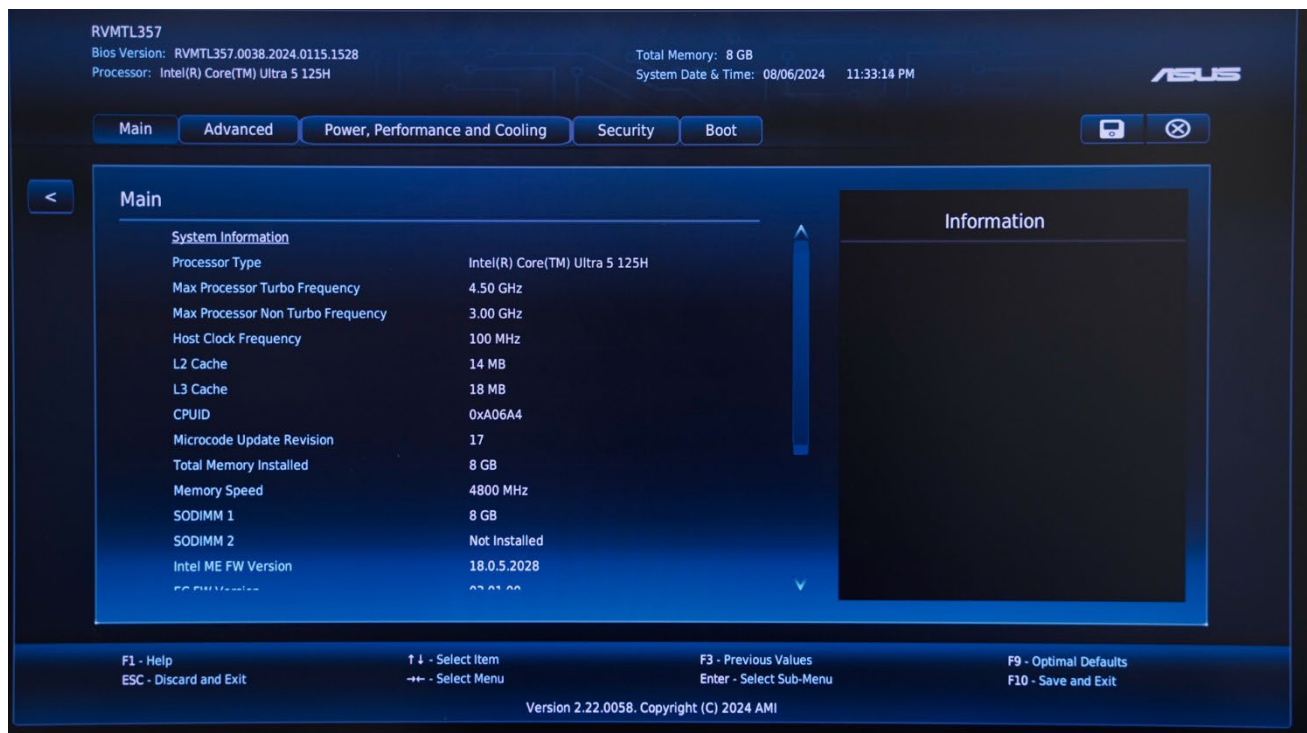 RVMTL357
Bios Version: RVMTL357.0038.2024.0115.1528
Processor: Intel(R) Core(TM) Ultra 5 125H
Total Memory: 8 GB
System Date & Time: 08/06/2024 11:33:14 PM
ASUS
Main Advanced Power, Performance and Cooling Security Boot
<
Main
System Information
Processor Type Intel(R) Core(TM) Ultra 5 125H
Max Processor Turbo Frequency 4.50 GHz
Max Processor Non Turbo Frequency 3.00 GHz
Host Clock Frequency 100 MHz
L2 Cache 14 MB
L3 Cache 18 MB
CPUID 0xA06A4
Microcode Update Revision 17
Total Memory Installed 8 GB
Memory Speed 4800 MHz
SODIMM 1 8 GB
SODIMM 2 Not Installed
Intel ME FW Version 18.0.5.2028
Information
F1 - Help
ESC - Discard and Exit
↑↓ - Select Item
→← - Select Menu
F3 - Previous Values
Enter - Select Sub-Menu
F9 - Optimal Defaults
F10 - Save and Exit
Version 2.22.0058. Copyright (C) 2024 AMI